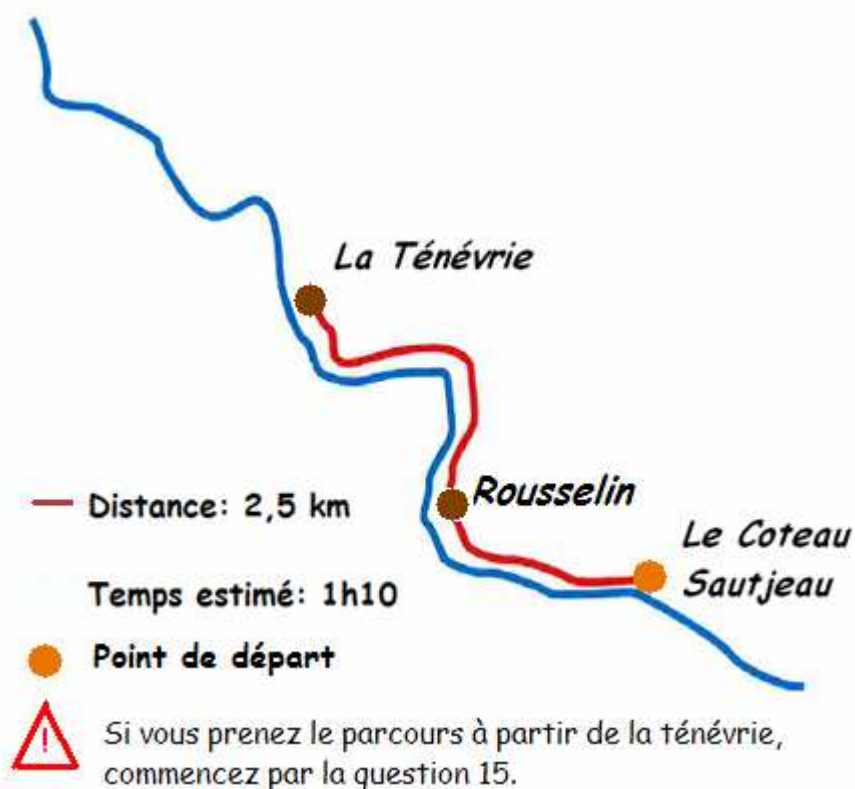 La Ténévrie
Rousselin
Le Coteau
Sautjeau
Distance: 2,5 km
Temps estimé: 1h10
Point de départ
!
Si vous prenez le parcours à partir de la ténévrie,
commencez par la question 15.